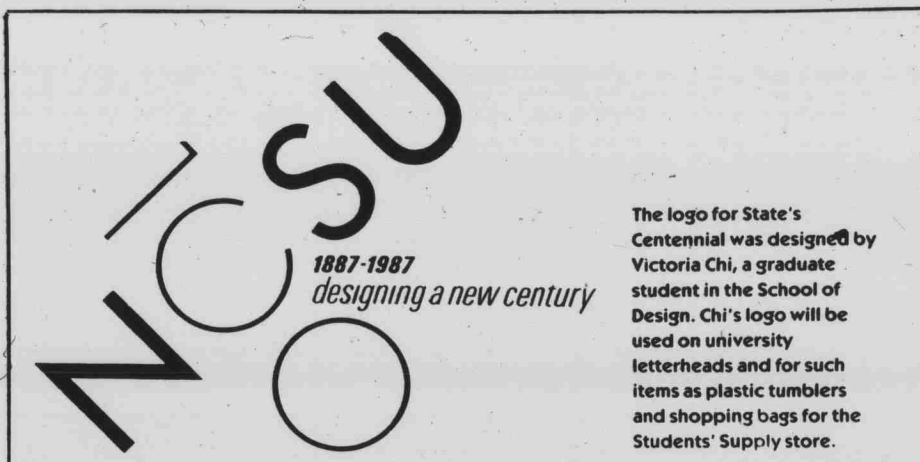 NCSU
100
1887-1987
designing a new century
The logo for State's
Centennial was designed by
Victoria Chi, a graduate
student in the School of
Design. Chi's logo will be
used on university
letterheads and for such
items as plastic tumblers
and shopping bags for the
Students' Supply store.